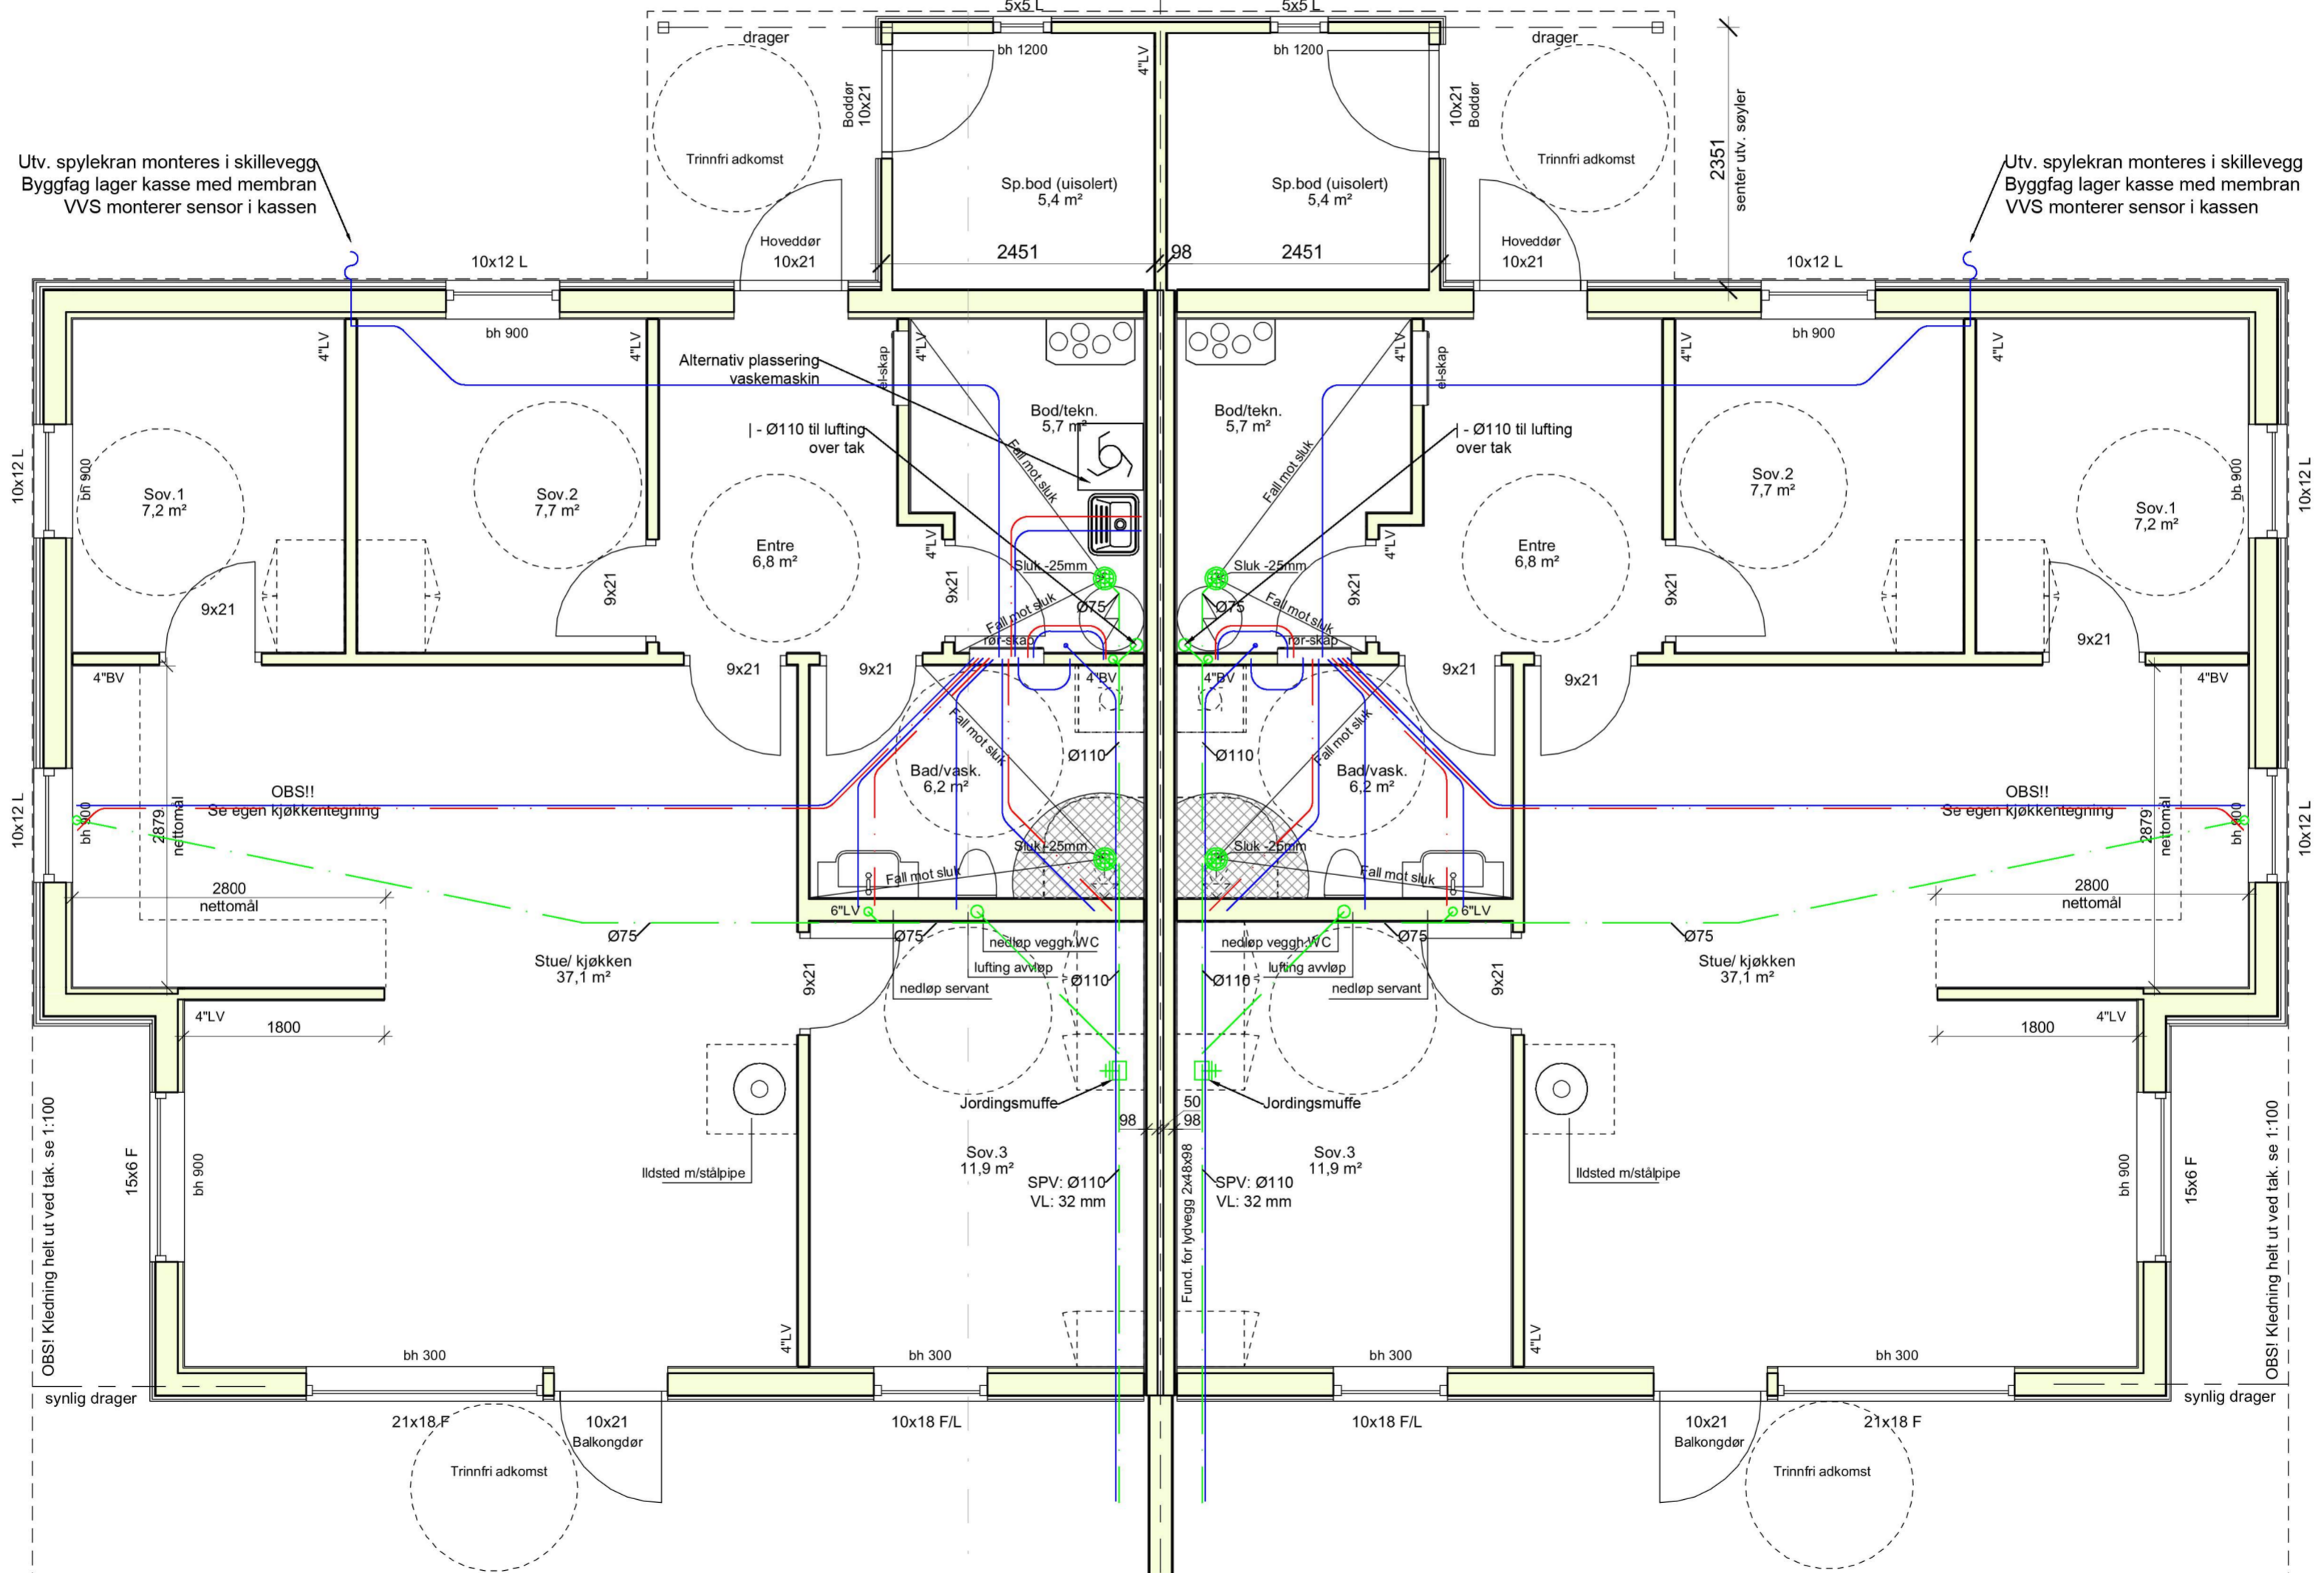 5x5 L
5x5 L
drager
drager
bh 1200
bh 1200
4"LV
Boddør
10x21
10x21
Boddør
Trinnfri adkomst
Trinnfri adkomst
2351
senter utv. søyler
Utv. spylekran monteres i skillevegg
Byggfag lager kasse med membran
VVS monterer sensor i kassen
Utv. spylekran monteres i skillevegg
Byggfag lager kasse med membran
VVS monterer sensor i kassen
Sp.bod (uisolert)
5,4 m²
Sp.bod (uisolert)
5,4 m²
Hoveddør
10x21
Hoveddør
10x21
2451
98
2451
10x12 L
10x12 L
bh 900
bh 900
4"LV
4"LV
4"LV
4"LV
4"LV
4"LV
el-skap
el-skap
Alternativ plassering
vaskemaskin
Bod/tekn.
5,7 m²
Bod/tekn.
5,7 m²
| - Ø110 til lufting
over tak
| - Ø110 til lufting
over tak
Fall mot sluk
Fall mot sluk
10x12 L
bh 900
bh 900
10x12 L
Sov.1
7,2 m²
Sov.2
7,7 m²
Sov.2
7,7 m²
Sov.1
7,2 m²
Entre
6,8 m²
Entre
6,8 m²
4"LV
4"LV
Sluk -25mm
Sluk -25mm
9x21
9x21
9x21
9x21
9x21
9x21
Ø75
Ø75
Fall mot sluk
Fall mot sluk
rør-skap
rør-skap
4"BV
9x21
9x21
4"BV
4"BV
9x21
9x21
4"BV
Fall mot sluk
Fall mot sluk
Ø110
Ø110
Bad/vask.
6,2 m²
Bad/vask.
6,2 m²
OBS!!
Se egen kjøkkentegning
OBS!!
Se egen kjøkkentegning
10x12 L
bh 900
2879
nettomål
2879
nettomål
bh 900
10x12 L
Sluk -25mm
Sluk -25mm
Fall mot sluk
Fall mot sluk
2800
nettomål
2800
nettomål
6"LV
6"LV
Ø75
Ø75
Ø75
Ø75
nedløp veggh.WC
nedløp veggh.WC
lufting avvløp
lufting avvløp
nedløp servant
nedløp servant
Ø110
Ø110
Stue/ kjøkken
37,1 m²
Stue/ kjøkken
37,1 m²
9x21
9x21
4"LV
1800
4"LV
1800
Jordingsmuffe
Jordingsmuffe
98
50
98
OBS! Kledning helt ut ved tak. se 1:100
OBS! Kledning helt ut ved tak. se 1:100
15x6 F
bh 900
bh 900
15x6 F
Ildsted m/stålpipe
Ildsted m/stålpipe
Sov.3
11,9 m²
Sov.3
11,9 m²
SPV: Ø110
VL: 32 mm
SPV: Ø110
VL: 32 mm
Fund. for lydvegg 2x48x98
4"LV
4"LV
bh 300
bh 300
bh 300
bh 300
synlig drager
synlig drager
21x18 F
10x21
Balkongdør
10x18 F/L
10x18 F/L
10x21
Balkongdør
21x18 F
Trinnfri adkomst
Trinnfri adkomst